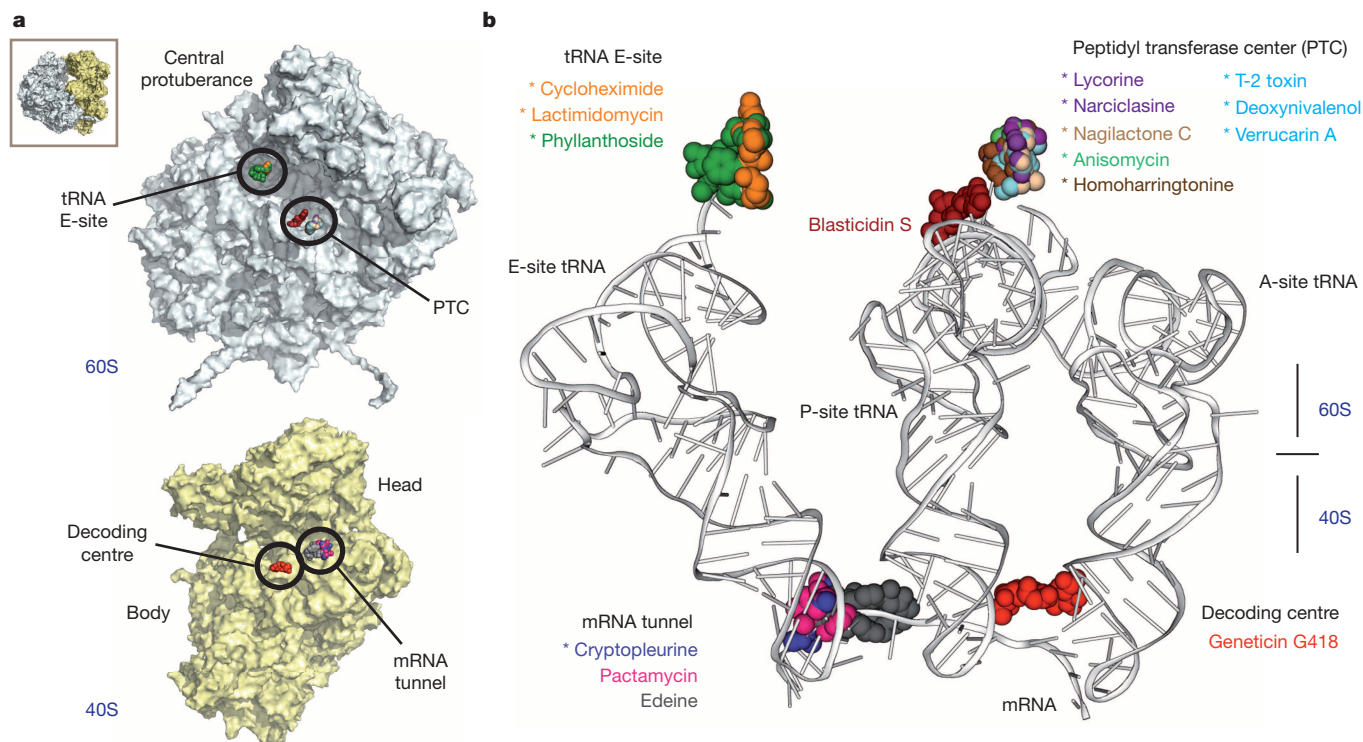 a
Central
protuberance
tRNA
E-site
PTC
60S
Head
Decoding
centre
Body
mRNA
tunnel
40S
b
tRNA E-site
* Cycloheximide
* Lactimidomycin
* Phyllanthoside
Peptidyl transferase center (PTC)
* Lycorine
* Narciclasine
* Nagilactone C
* Anisomycin
* Homoharringtonine
* T-2 toxin
* Deoxynivalenol
* Verrucarin A
Blasticidin S
E-site tRNA
A-site tRNA
P-site tRNA
60S
40S
mRNA tunnel
* Cryptopleurine
Pactamycin
Edeine
Decoding centre
Geneticin G418
mRNA